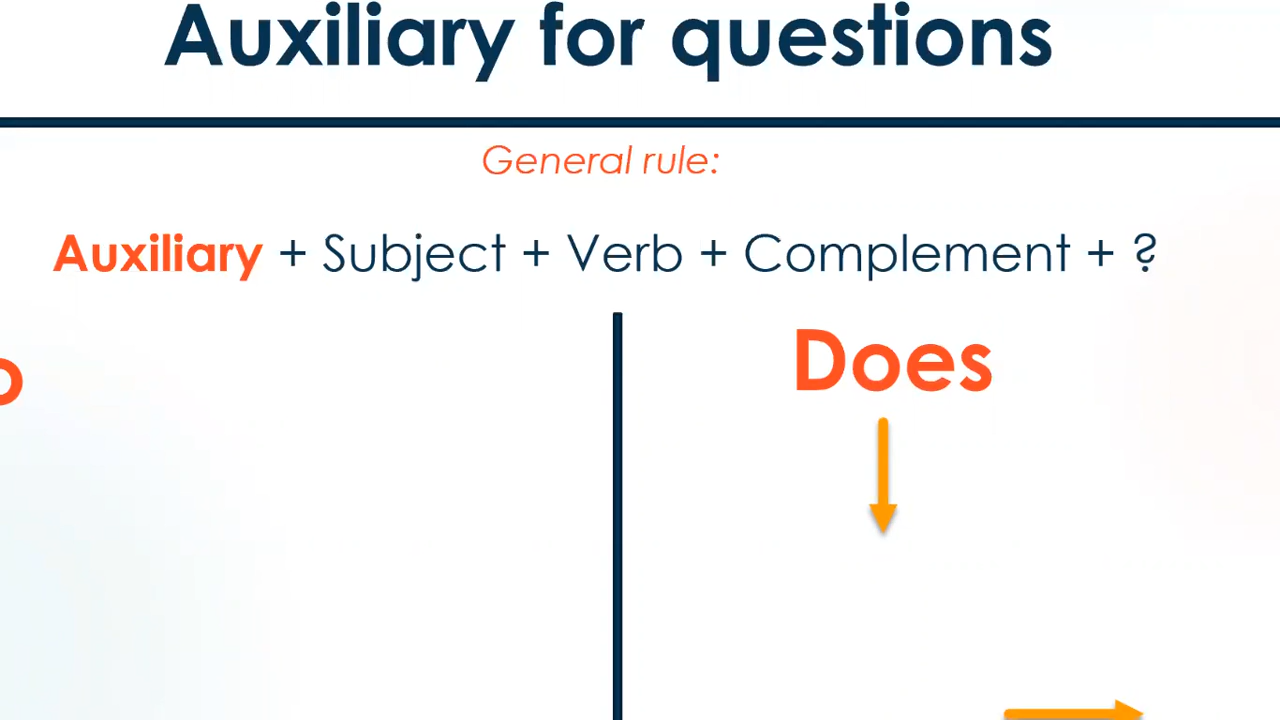 Auxiliary for questions
General rule:
Auxiliary + Subject + Verb + Complement + ?
Does